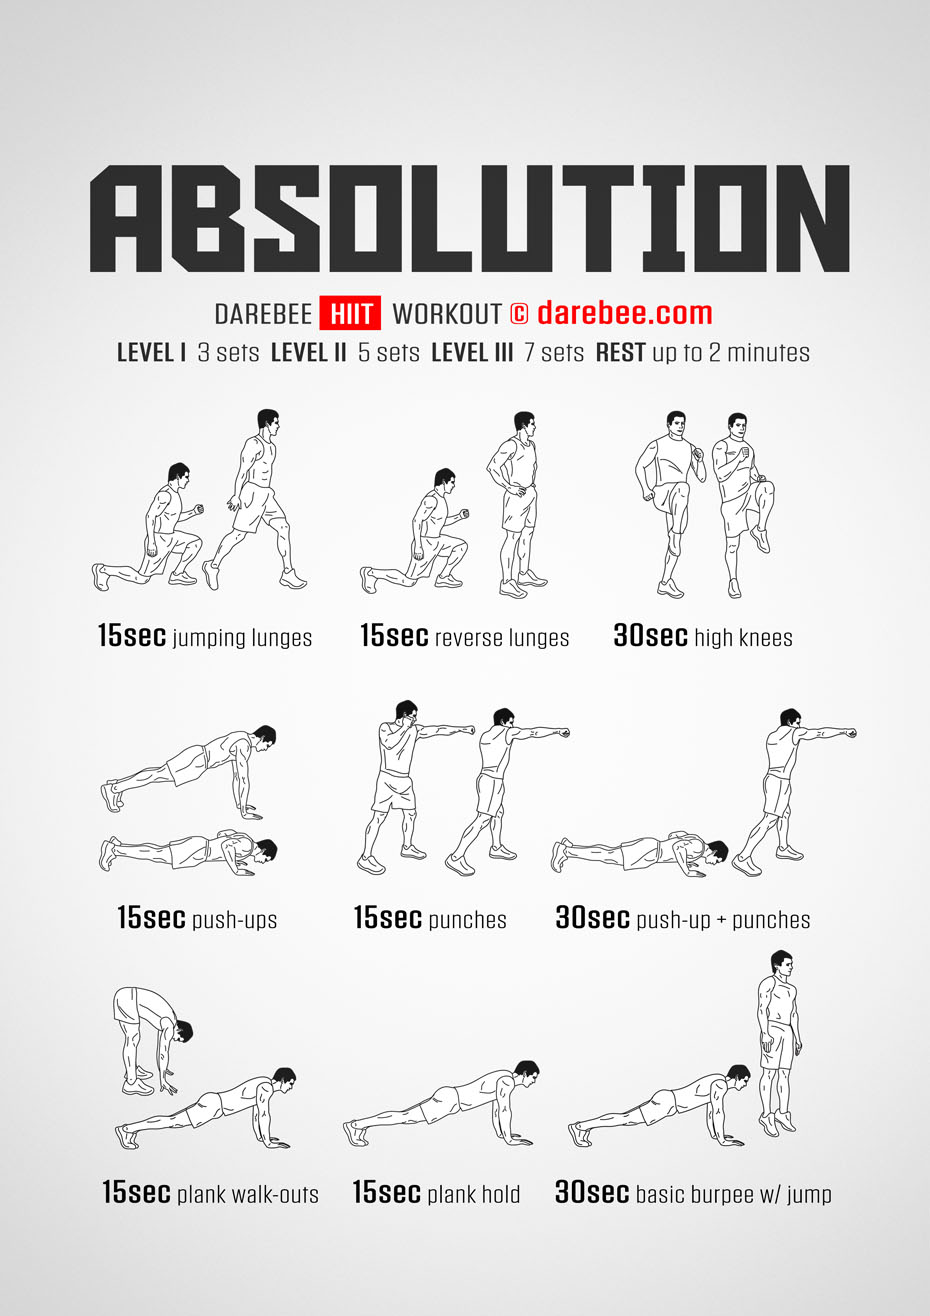 ABSOLUTION
DAREBEE HIIT WORKOUT © darebee.com
LEVEL I 3 sets LEVEL II 5 sets LEVEL III 7 sets REST up to 2 minutes
15sec jumping lunges
15sec reverse lunges
30sec high knees
15sec push-ups
15sec punches
30sec push-up + punches
15sec plank walk-outs
15sec plank hold
30sec basic burpee w/ jump